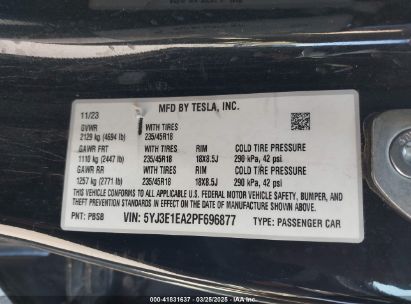 11/23 MFD BY TESLA, INC.
GVWR WITH TIRES
2129 kg (4694 lb) 235/45R18
GAWR FRT WITH TIRES RIM COLD TIRE PRESSURE
1110 kg (2447 lb) 235/45R18 18X8.5J 290 kPa, 42 psi
GAWR RR WITH TIRES RIM COLD TIRE PRESSURE
1257 kg (2771 lb) 235/45R18 18X8.5J 290 kPa, 42 psi
THIS VEHICLE CONFORMS TO ALL APPLICABLE U.S. FEDERAL MOTOR VEHICLE SAFETY, BUMPER, AND
THEFT PREVENTION STANDARDS IN EFFECT ON THE DATE OF MANUFACTURE SHOWN ABOVE.
PNT: PBSB VIN: 5YJ3E1EA2PF696877 TYPE: PASSENGER CAR
00-41831637 - 03/25/2025 - COPYRIGHT